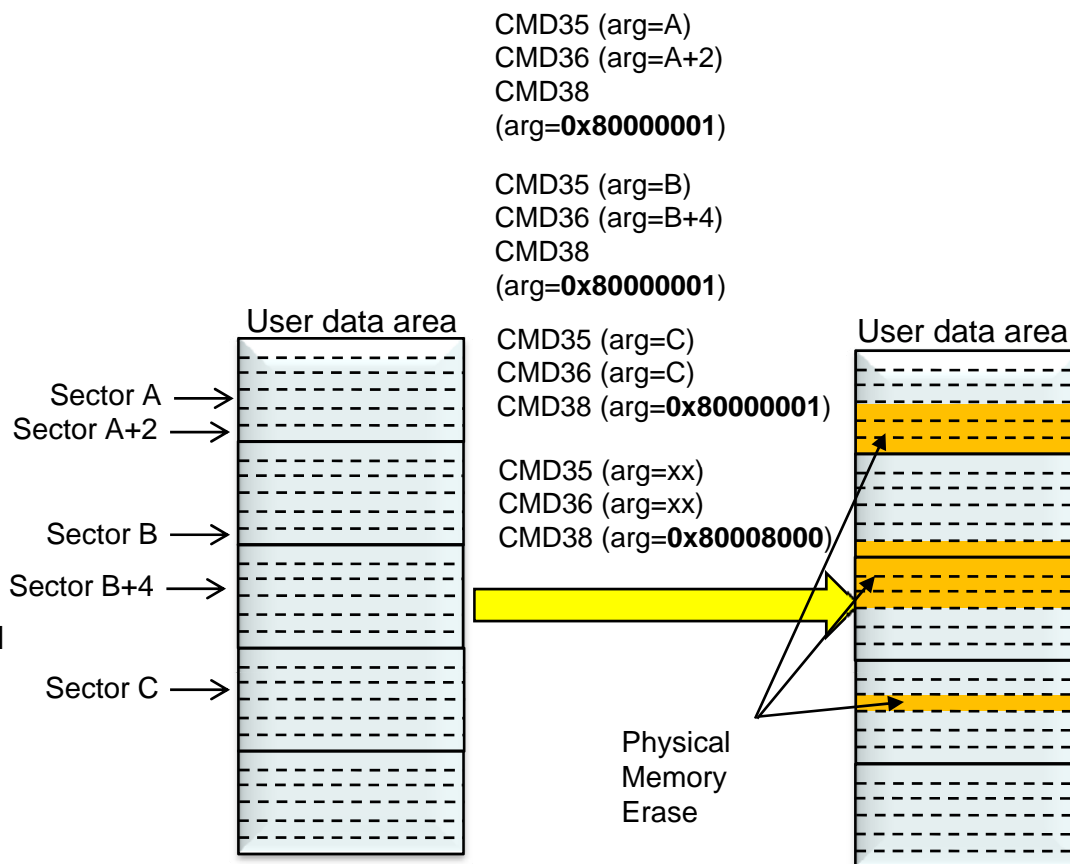 CMD35 (arg=A)
CMD36 (arg=A+2)
CMD38
(arg=0x80000001)
CMD35 (arg=B)
CMD36 (arg=B+4)
CMD38
(arg=0x80000001)
CMD35 (arg=C)
CMD36 (arg=C)
CMD38 (arg=0x80000001)
CMD35 (arg=xx)
CMD36 (arg=xx)
CMD38 (arg=0x80008000)
User data area
Sector A
Sector A+2
Sector B
Sector B+4
Sector C
User data area
Physical
Memory
Erase